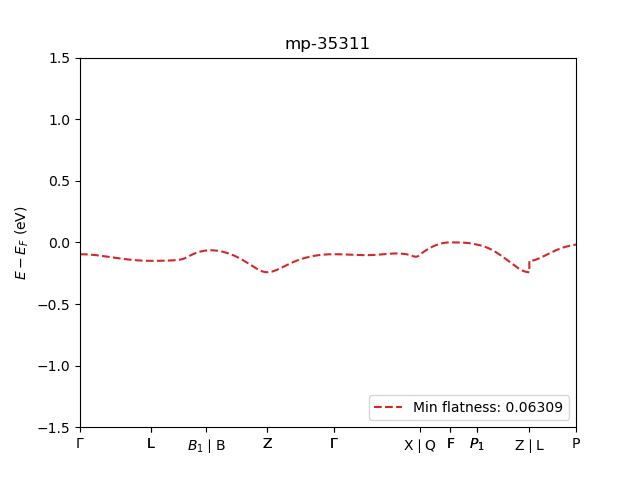 mp-35311
1.5
1.0
0.5
0.0
−0.5
−1.0
−1.5
E − E_F (eV)
Min flatness: 0.06309
Γ L B₁ | B Z Γ X | Q F P₁ Z | L P